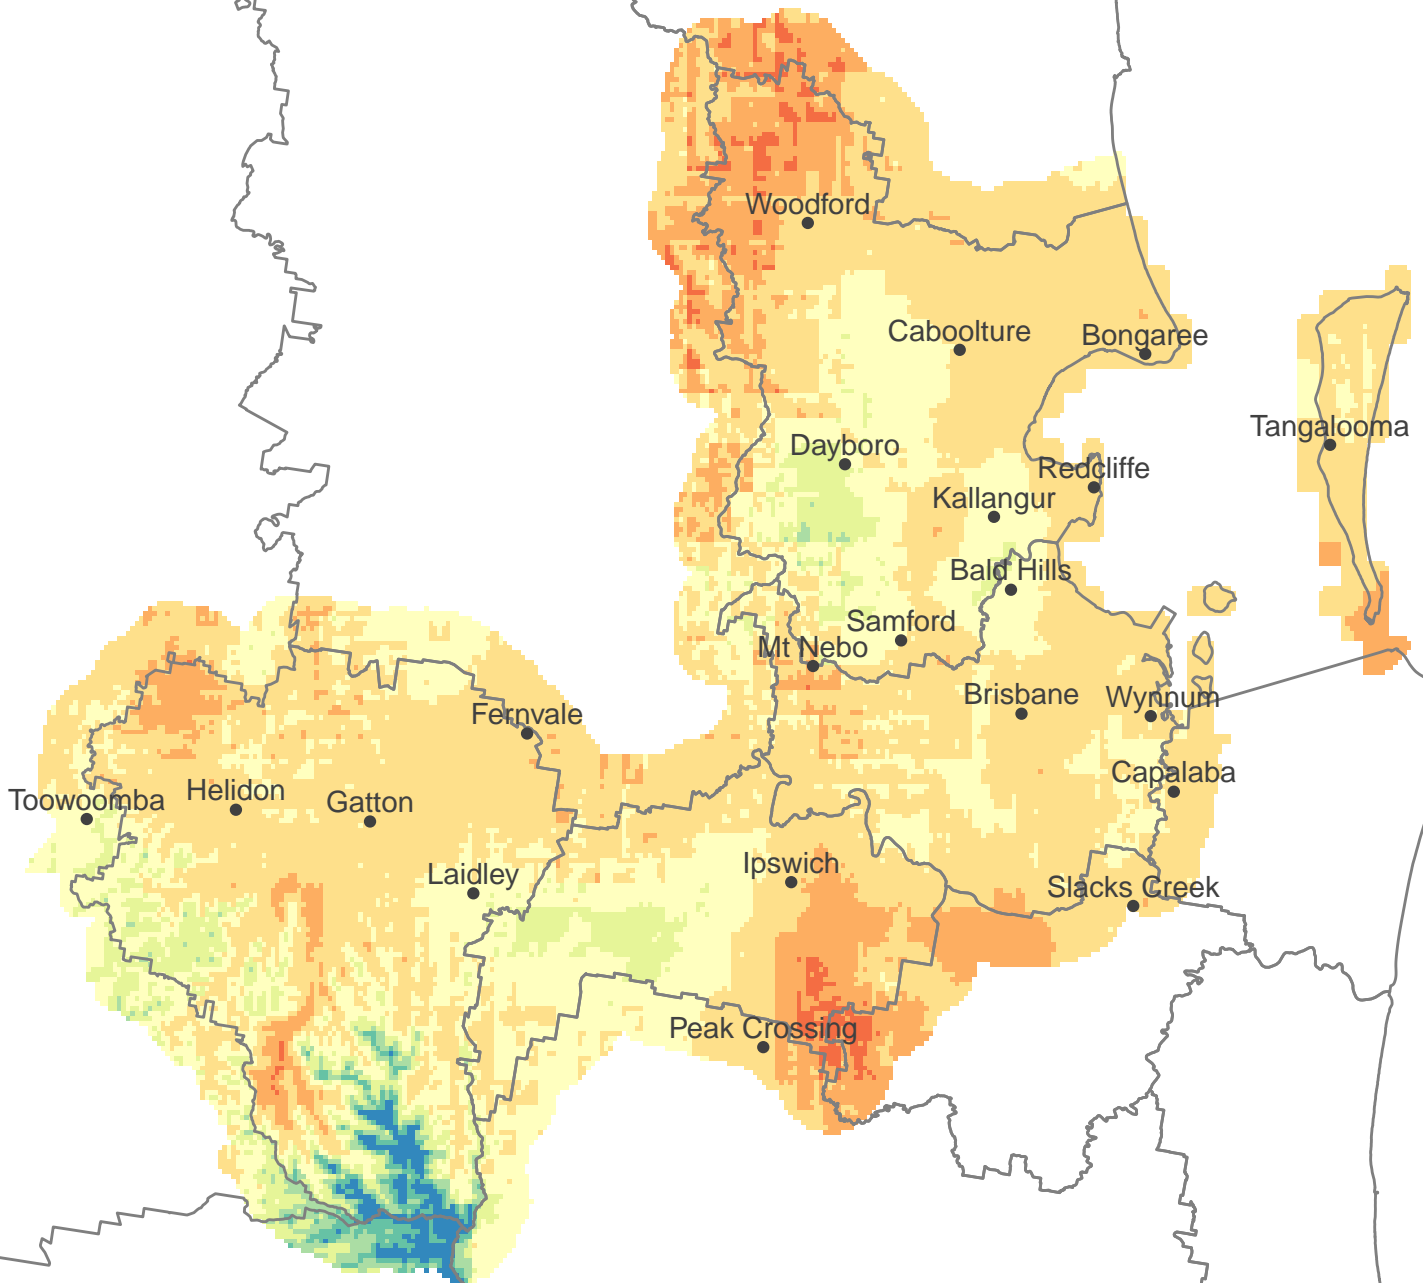 Woodford
Caboolture
Bongaree
Tangalooma
Dayboro
Redcliffe
Kallangur
Bald Hills
Samford
Mt Nebo
Brisbane
Wynnum
Fernvale
Capalaba
Toowoomba
Helidon
Gatton
Ipswich
Laidley
Slacks Creek
Peak Crossing